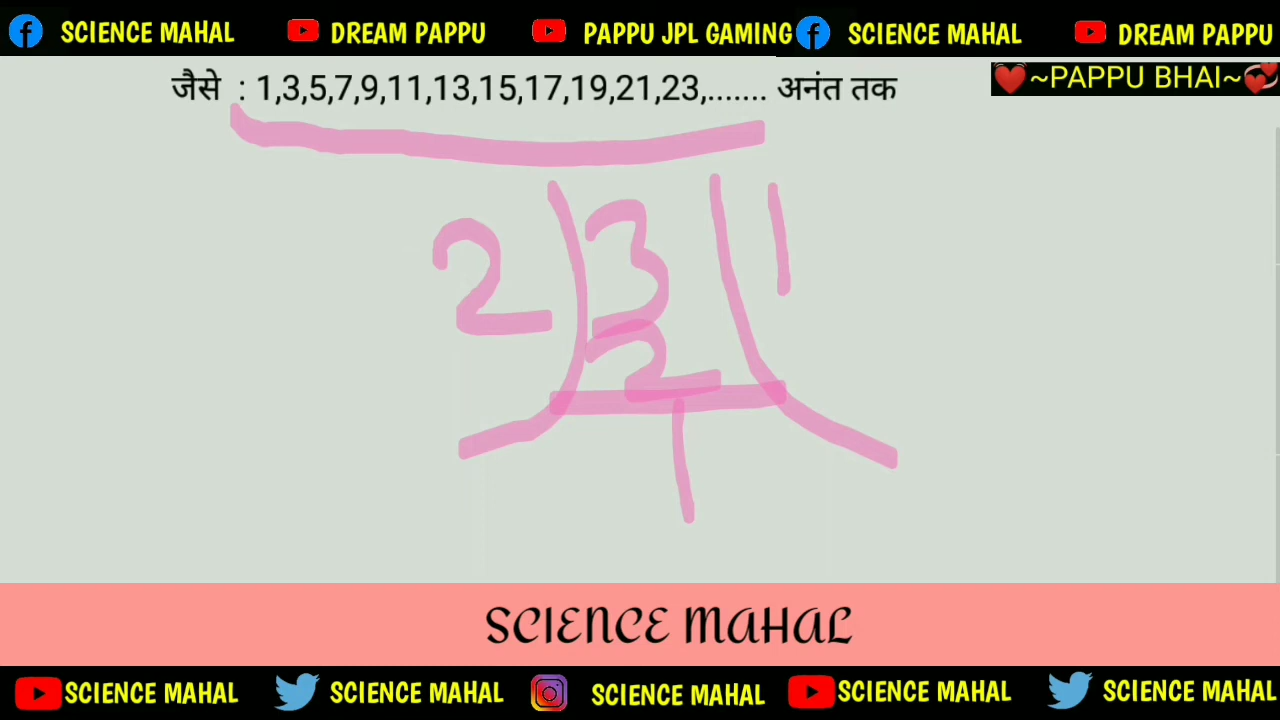 SCIENCE MAHAL DREAM PAPPU PAPPU JPL GAMING SCIENCE MAHAL DREAM PAPPU
~PAPPU BHAI~
जैसे : 1,3,5,7,9,11,13,15,17,19,21,23,....... अनंत तक
2 3 1
2
1
SCIENCE MAHAL
SCIENCE MAHAL SCIENCE MAHAL SCIENCE MAHAL SCIENCE MAHAL SCIENCE MAHAL